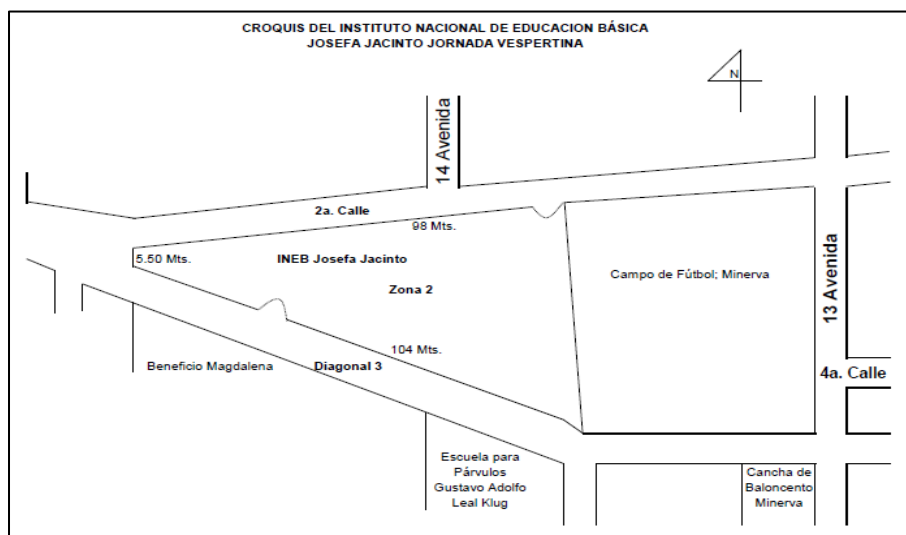 CROQUIS DEL INSTITUTO NACIONAL DE EDUCACION BÁSICA
JOSEFA JACINTO JORNADA VESPERTINA
N
14 Avenida
2a. Calle
98 Mts.
5.50 Mts.
INEB Josefa Jacinto
Zona 2
Campo de Fútbol; Minerva
13 Avenida
104 Mts.
Beneficio Magdalena
Diagonal 3
4a. Calle
Escuela para
Párvulos
Gustavo Adolfo
Leal Klug
Cancha de
Baloncento
Minerva